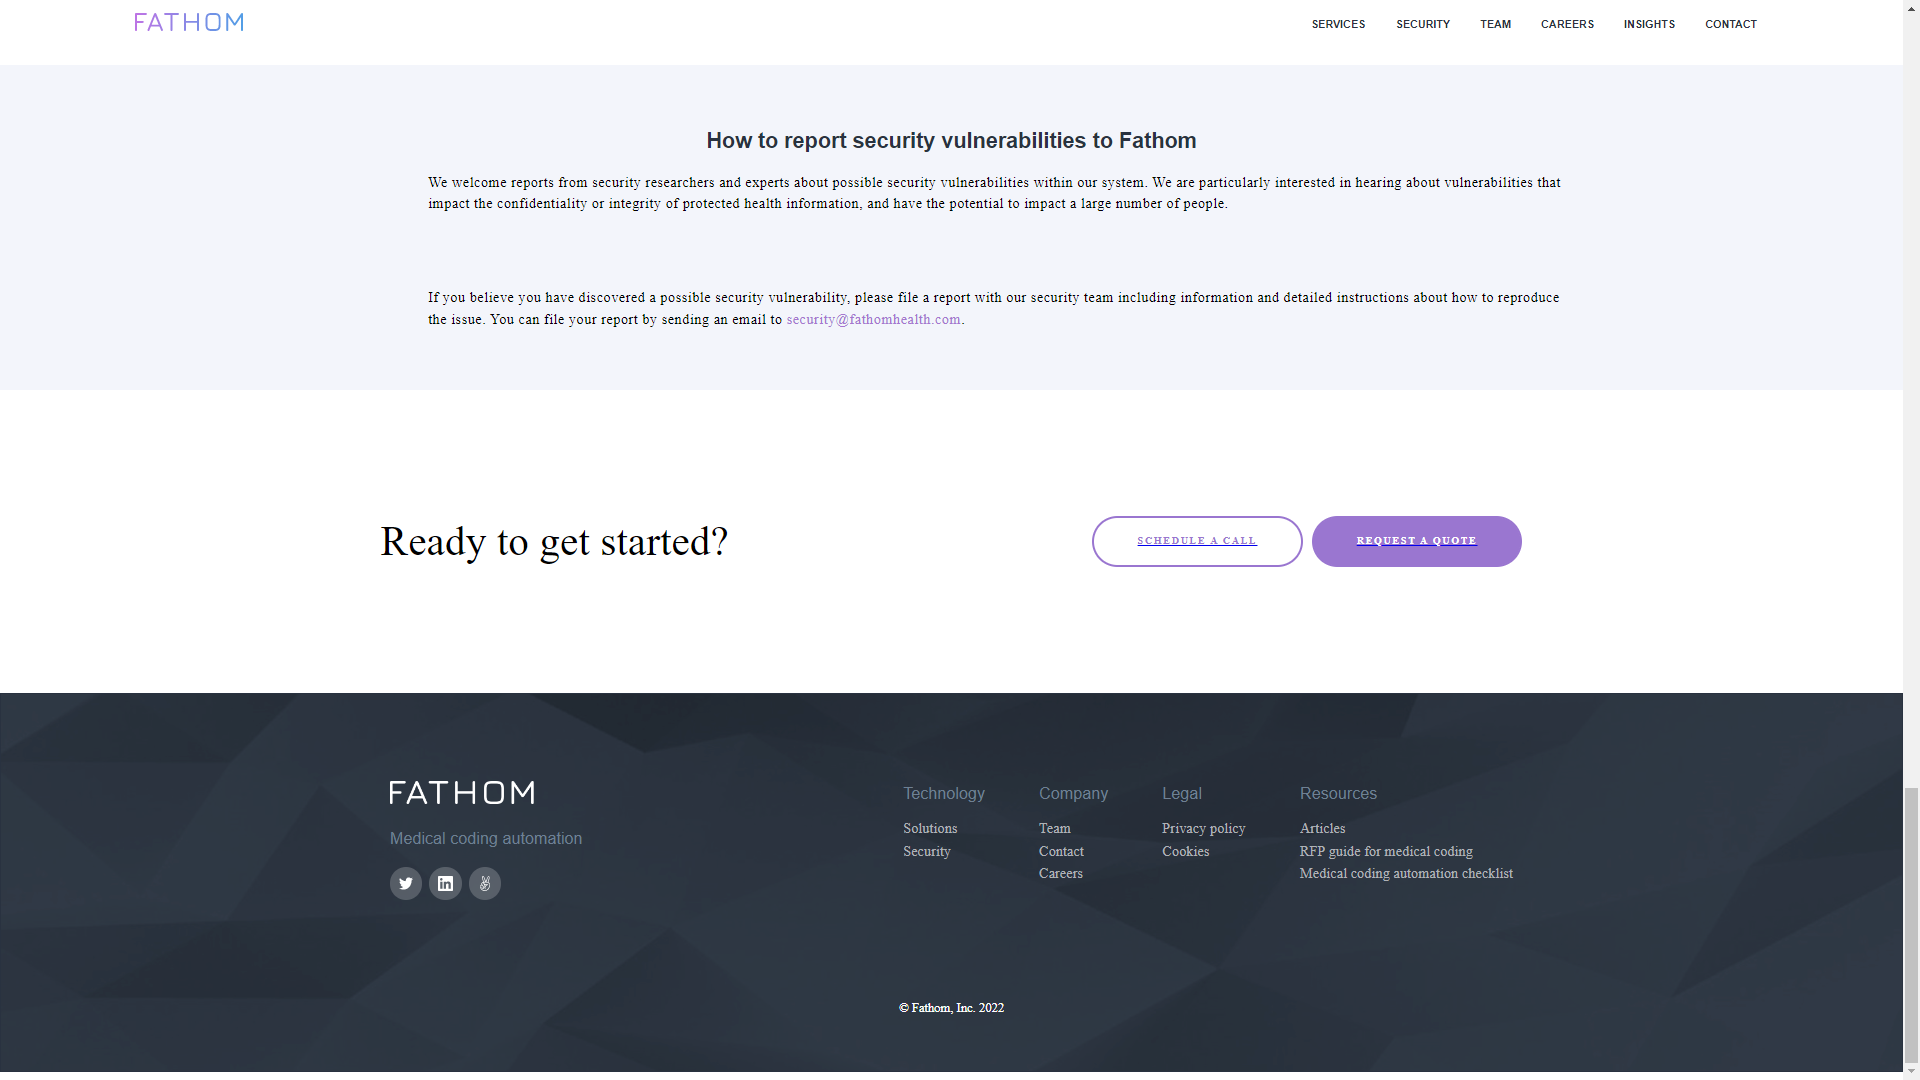 FATHOM
SERVICES
SECURITY
TEAM
CAREERS
INSIGHTS
CONTACT
How to report security vulnerabilities to Fathom
We welcome reports from security researchers and experts about possible security vulnerabilities within our system. We are particularly interested in hearing about vulnerabilities that
impact the confidentiality or integrity of protected health information, and have the potential to impact a large number of people.
If you believe you have discovered a possible security vulnerability, please file a report with our security team including information and detailed instructions about how to reproduce
the issue. You can file your report by sending an email to security@fathomhealth.com.
Ready to get started?
SCHEDULE A CALL
REQUEST A QUOTE
FATHOM
Medical coding automation
Technology
Solutions
Security
Company
Team
Contact
Careers
Legal
Privacy policy
Cookies
Resources
Articles
RFP guide for medical coding
Medical coding automation checklist
© Fathom, Inc. 2022